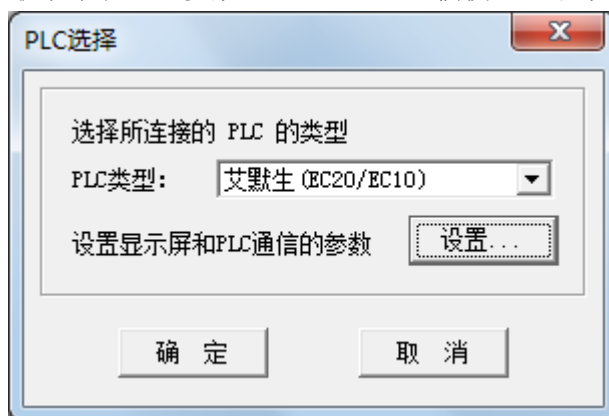 PLC选择
选择所连接的 PLC 的类型
PLC类型： 艾默生(EC20/EC10)
设置显示屏和PLC通信的参数 设置...
确 定 取 消